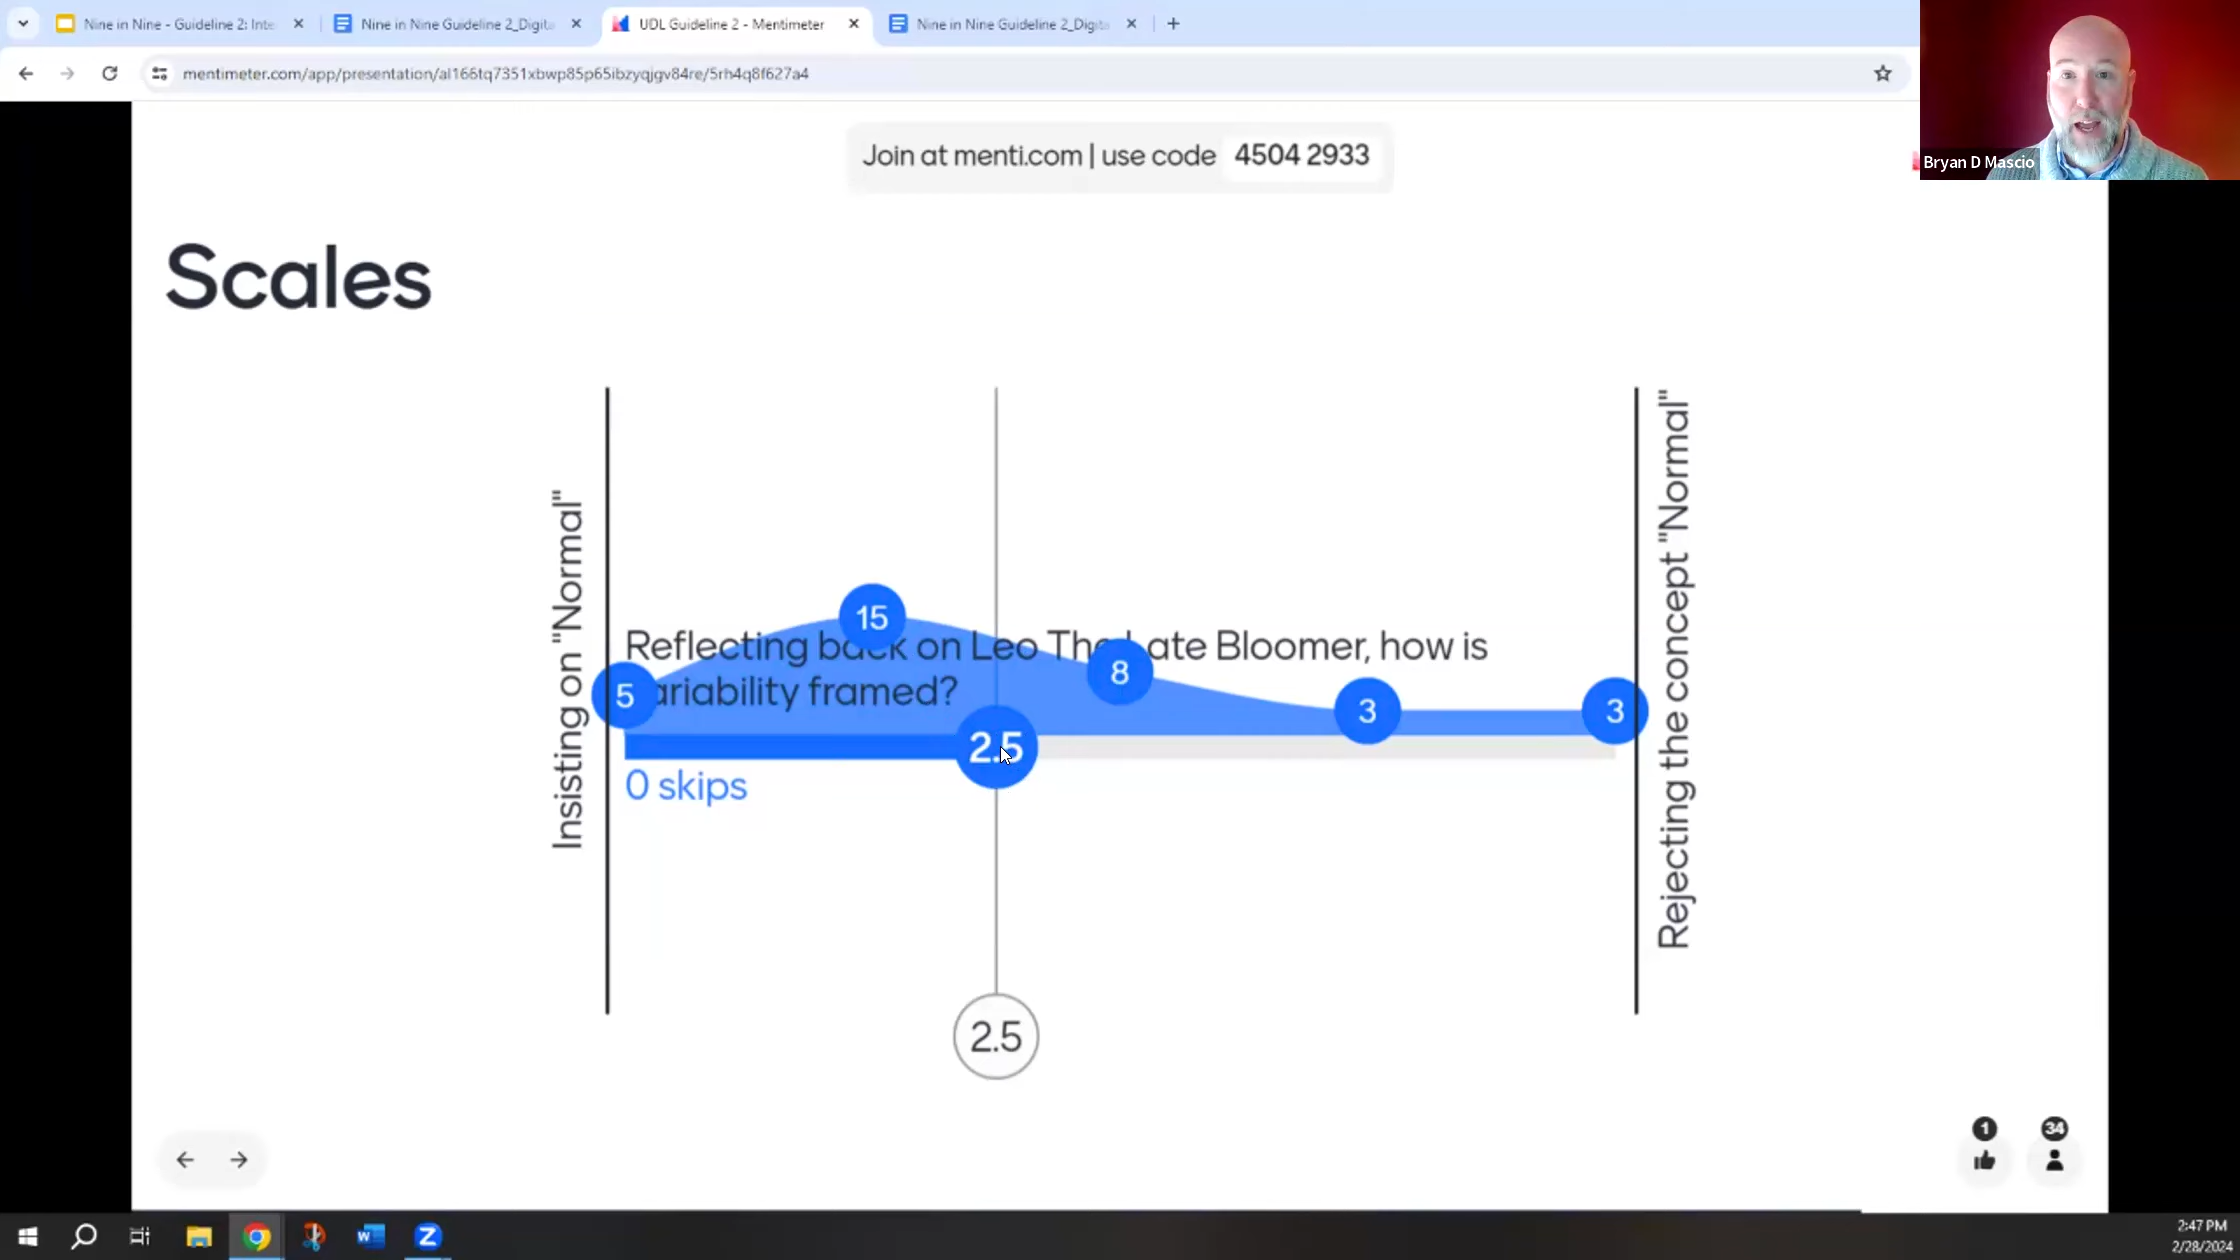 Nine in Nine - Guideline 2: Inte
Nine in Nine Guideline 2_Digit
UDL Guideline 2 - Mentimeter
Nine in Nine Guideline 2_Digit
mentimeter.com/app/presentation/al166tq7351xbwp85p65ibzyqjgv84re/5rh4q8f627a4
Bryan D Mascio
Join at menti.com | use code 4504 2933
Scales
Insisting on "Normal"
Rejecting the concept "Normal"
15
Reflecting back on Leo The Late Bloomer, how is
8
5
ariability framed?
3
3
2.5
0 skips
2.5
1
34
2:47 PM
2/28/2024